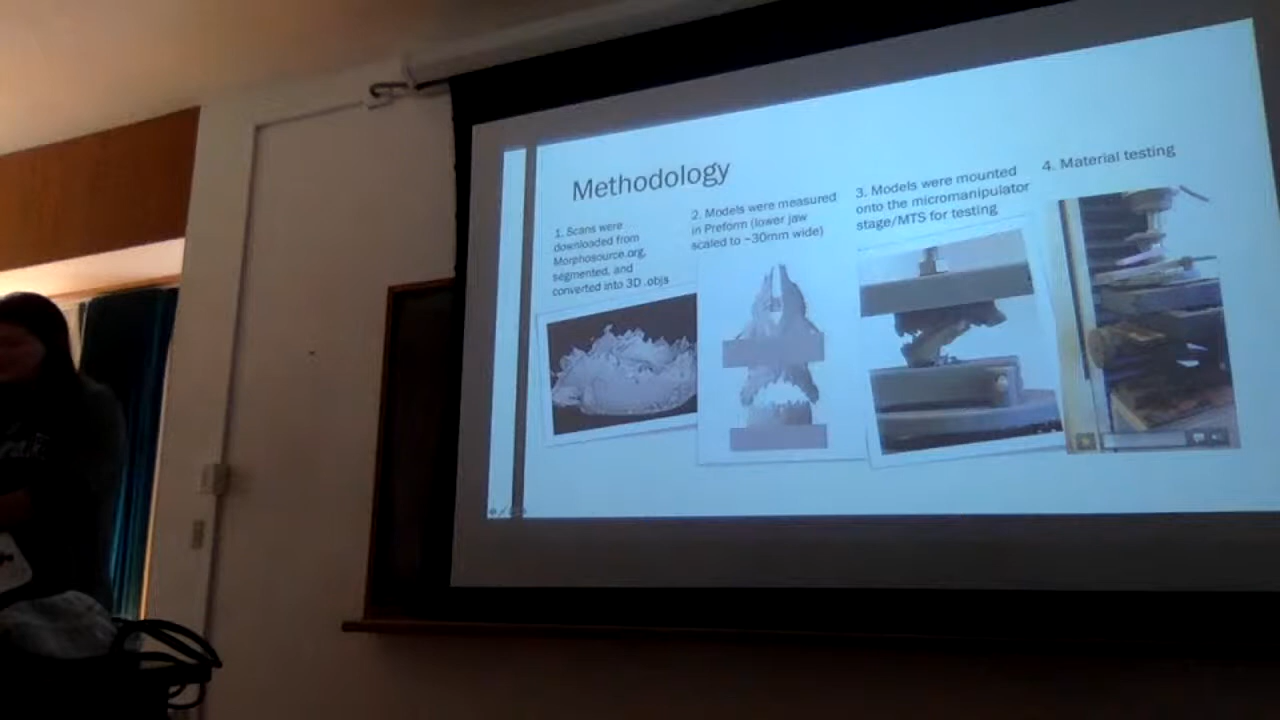 Methodology
1. Scans were
downloaded from
Morphosource.org,
segmented, and
converted into 3D .objs
2. Models were measured
in Preform (lower jaw
scaled to ~30mm wide)
3. Models were mounted
onto the micromanipulator
stage/MTS for testing
4. Material testing